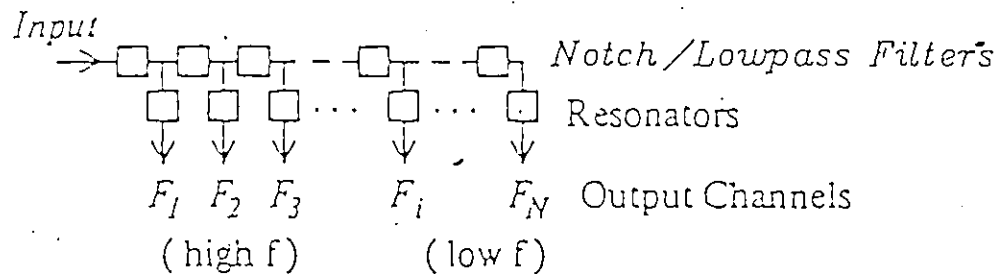 Input
Notch/Lowpass Filters
... ... Resonators
F1 F2 F3 Fi FN Output Channels
(high f) (low f)